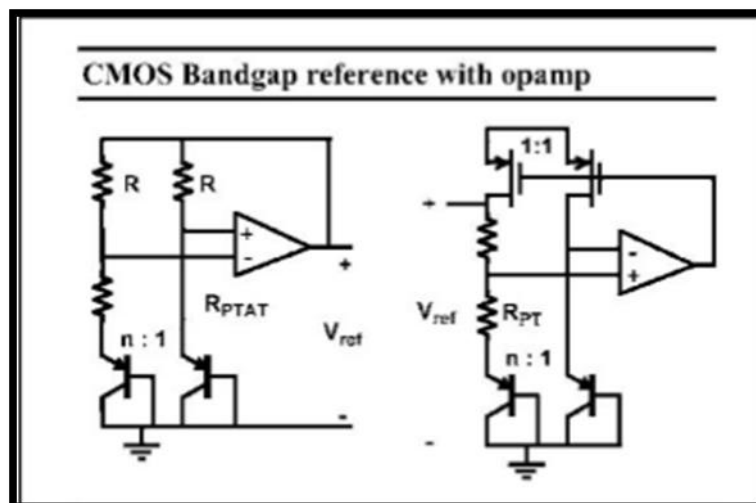 CMOS Bandgap reference with opamp
R
R
+
-
RPTAT
n : 1
+
Vref
-
1:1
+
-
+
Vref
RPT
n : 1
-